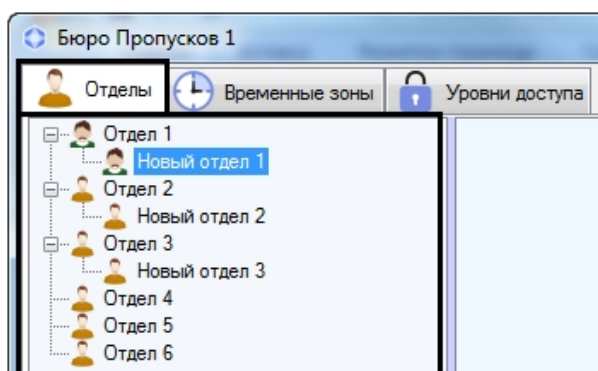 Бюро Пропусков 1
Отделы Временные зоны Уровни доступа
Отдел 1
Новый отдел 1
Отдел 2
Новый отдел 2
Отдел 3
Новый отдел 3
Отдел 4
Отдел 5
Отдел 6